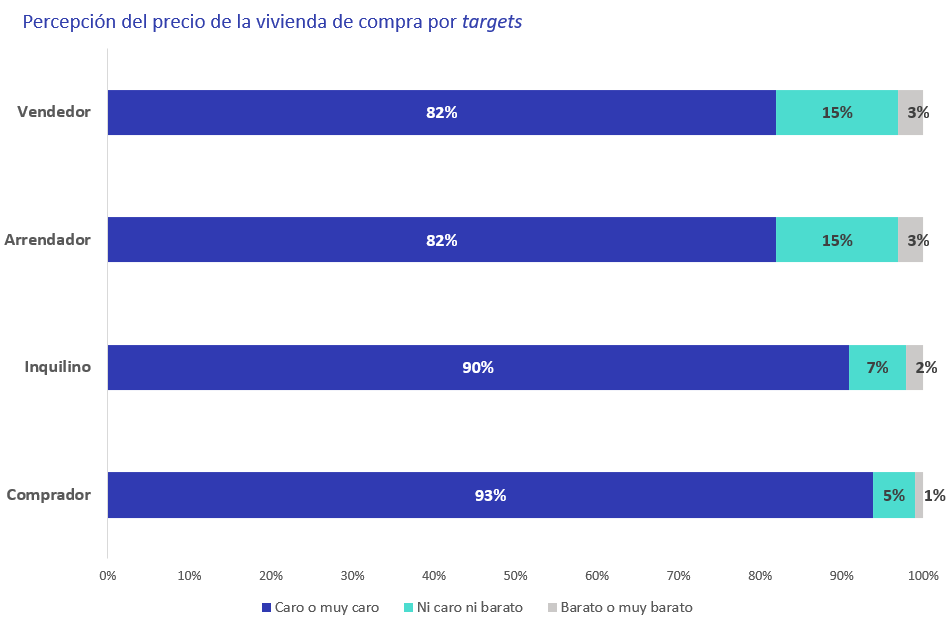 Percepción del precio de la vivienda de compra por targets
Vendedor 82% 15% 3%
Arrendador 82% 15% 3%
Inquilino 90% 7% 2%
Comprador 93% 5% 1%
0% 10% 20% 30% 40% 50% 60% 70% 80% 90% 100%
Caro o muy caro Ni caro ni barato Barato o muy barato